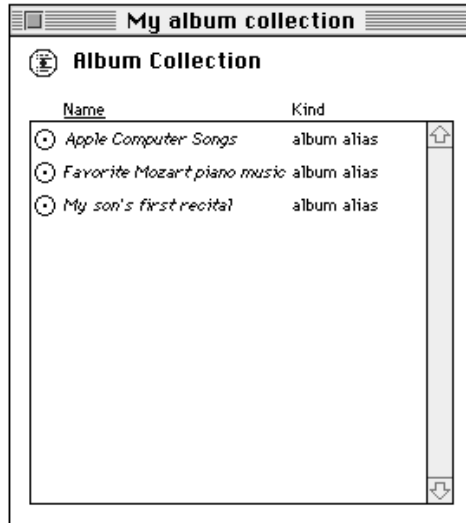 My album collection
Album Collection
Name Kind
Apple Computer Songs album alias
Favorite Mozart piano music album alias
My son's first recital album alias